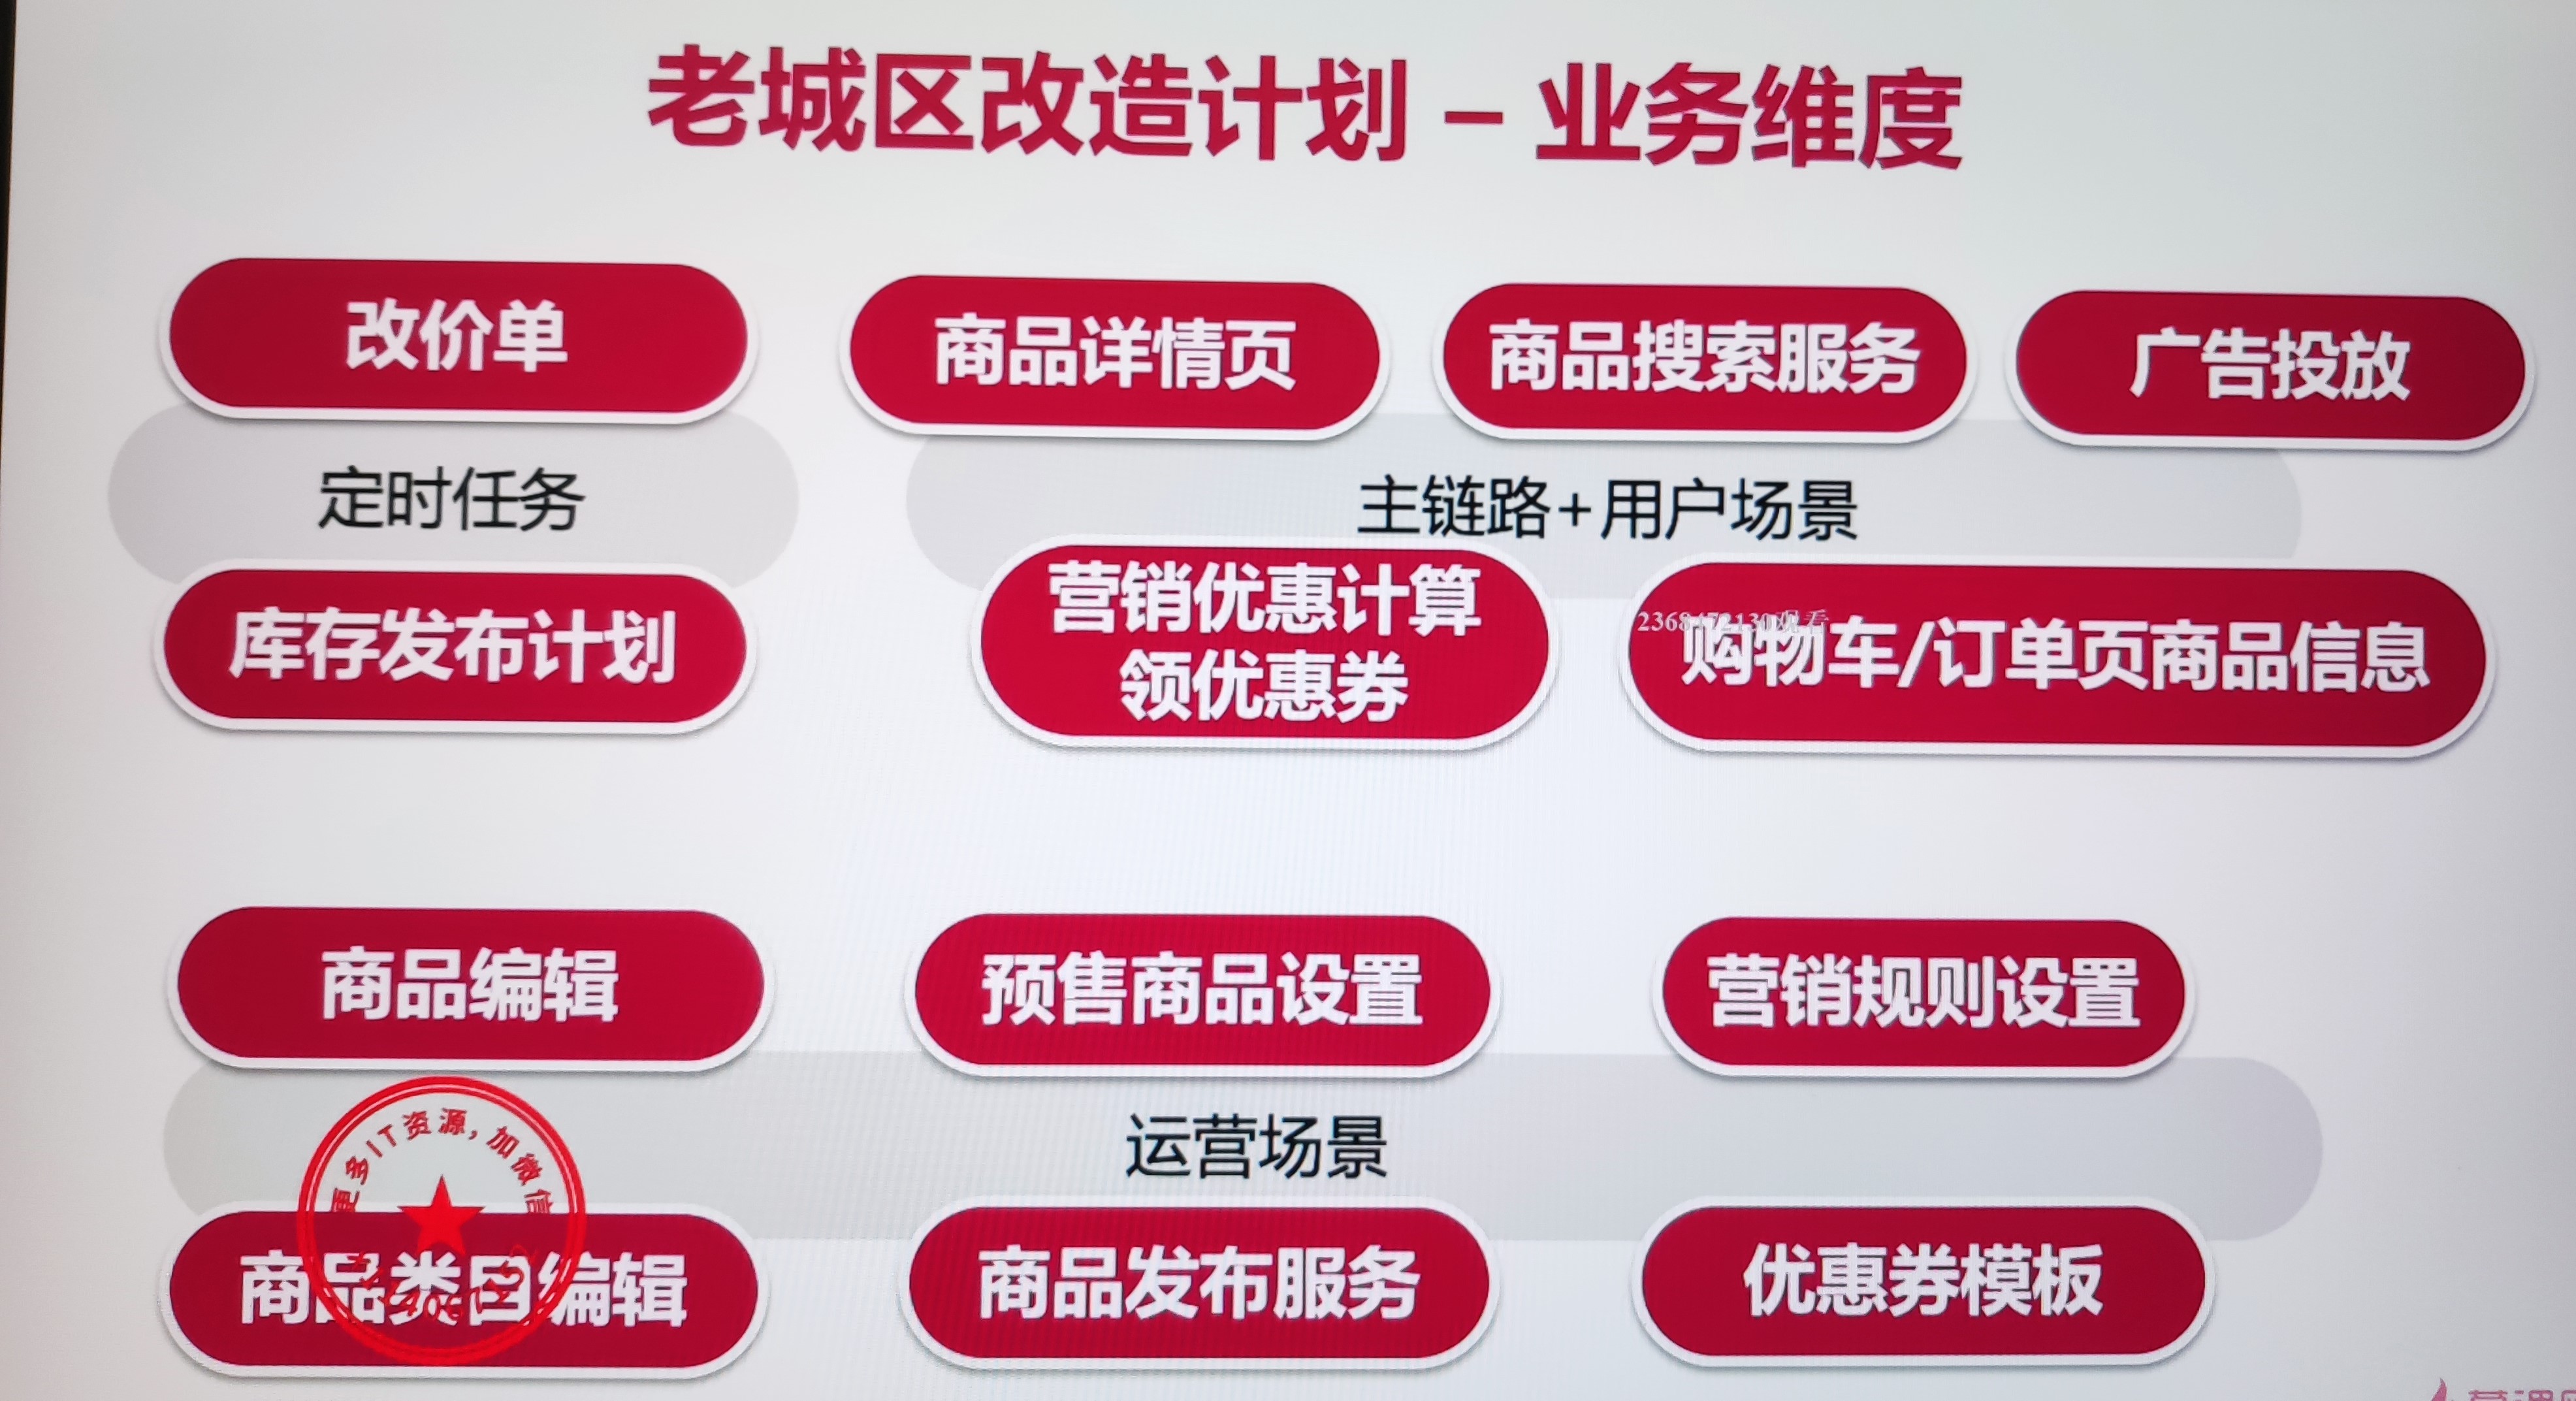 老城区改造计划 – 业务维度
改价单
商品详情页
商品搜索服务
广告投放
定时任务
主链路+用户场景
库存发布计划
营销优惠计算
领优惠券
2368472130观看
购物车/订单页商品信息
商品编辑
预售商品设置
营销规则设置
运营场景
更多IT资源，加微信
商品类目编辑
商品发布服务
优惠券模板